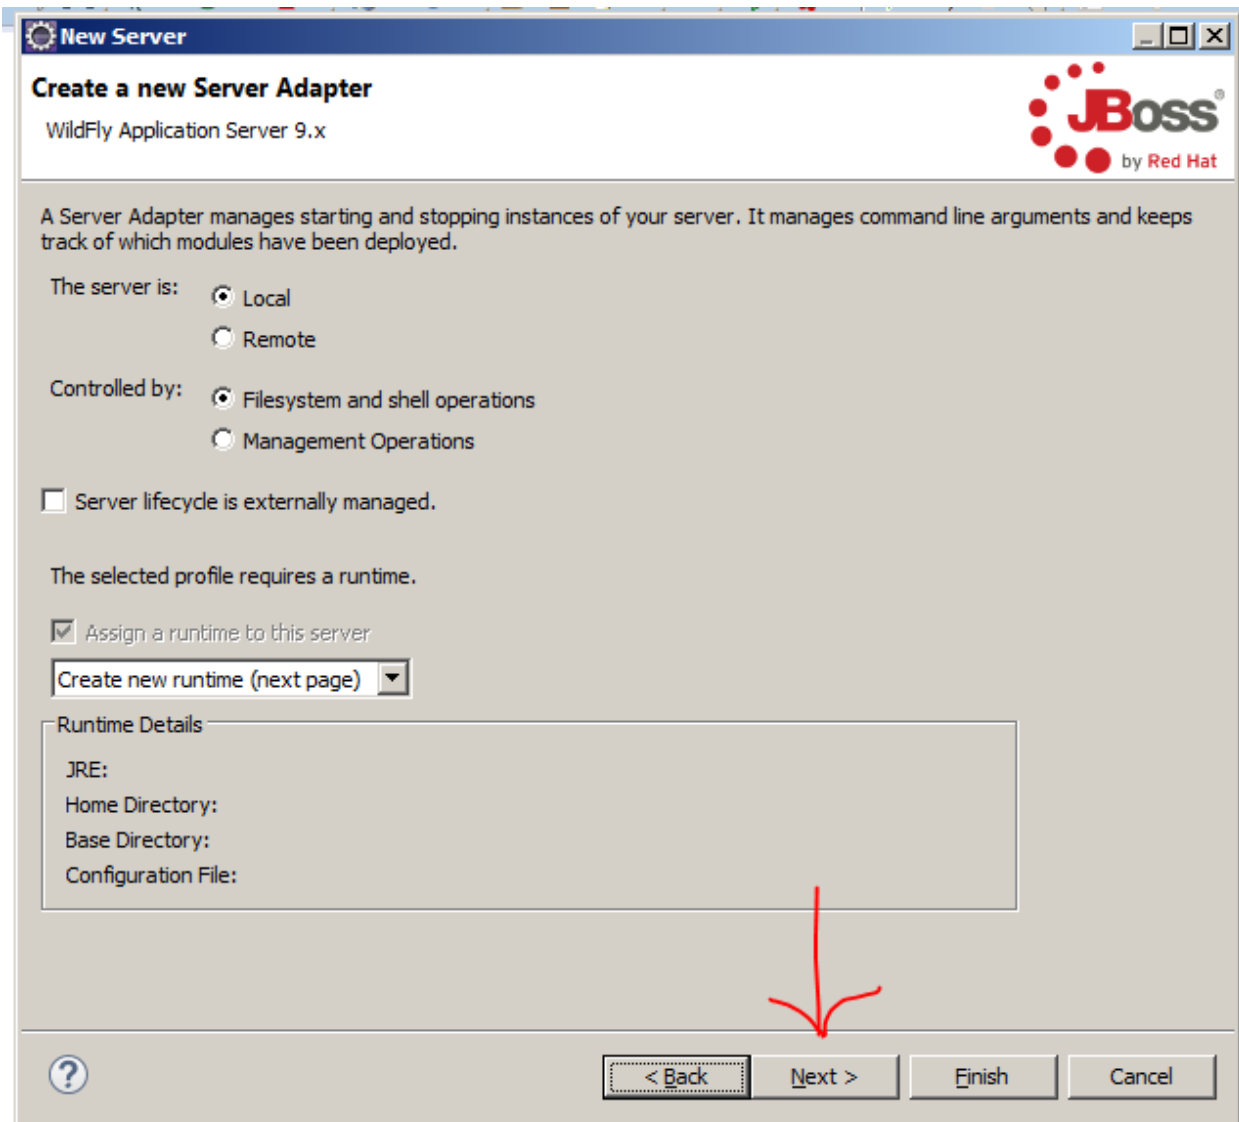 New Server
Create a new Server Adapter
WildFly Application Server 9.x
JBoss®
by Red Hat
A Server Adapter manages starting and stopping instances of your server. It manages command line arguments and keeps
track of which modules have been deployed.
The server is:
Local
Remote
Controlled by:
Filesystem and shell operations
Management Operations
Server lifecycle is externally managed.
The selected profile requires a runtime.
Assign a runtime to this server
Create new runtime (next page)
Runtime Details
JRE:
Home Directory:
Base Directory:
Configuration File:
?
< Back
Next >
Finish
Cancel